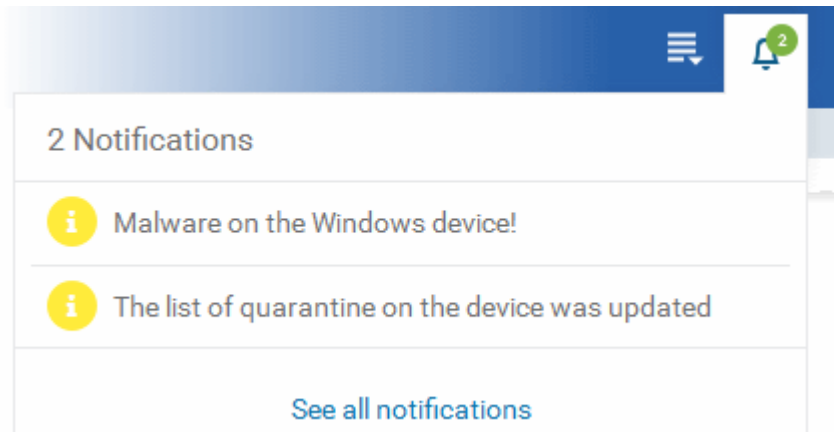 2
2 Notifications
Malware on the Windows device!
The list of quarantine on the device was updated
See all notifications